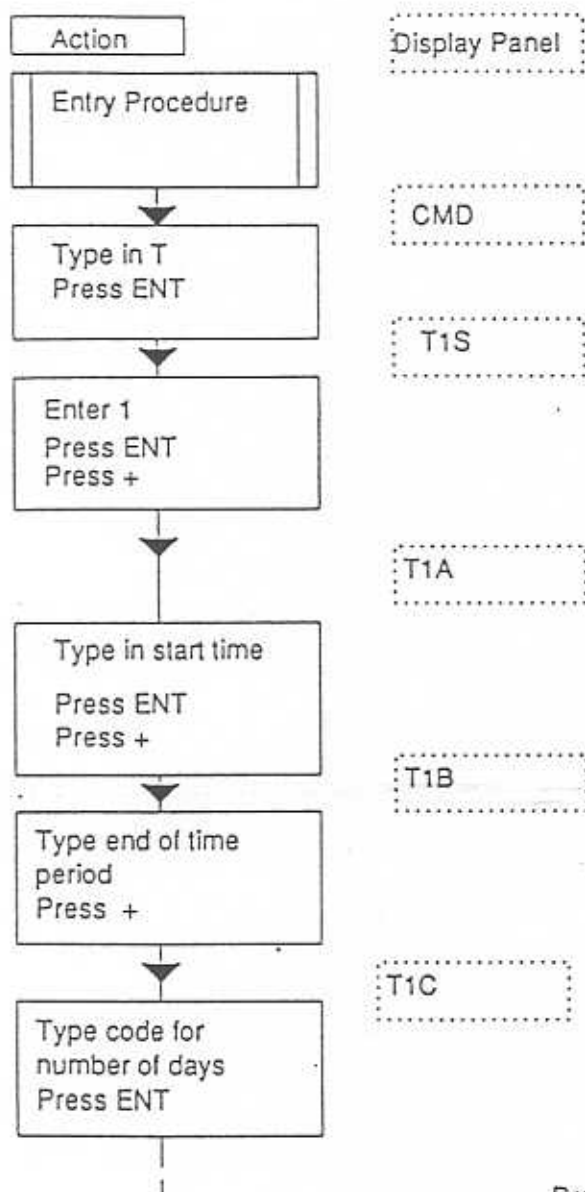 Action
Display Panel
Entry Procedure
CMD
Type in T
Press ENT
T1S
Enter 1
Press ENT
Press +
T1A
Type in start time
Press ENT
Press +
T1B
Type end of time
period
Press +
T1C
Type code for
number of days
Press ENT